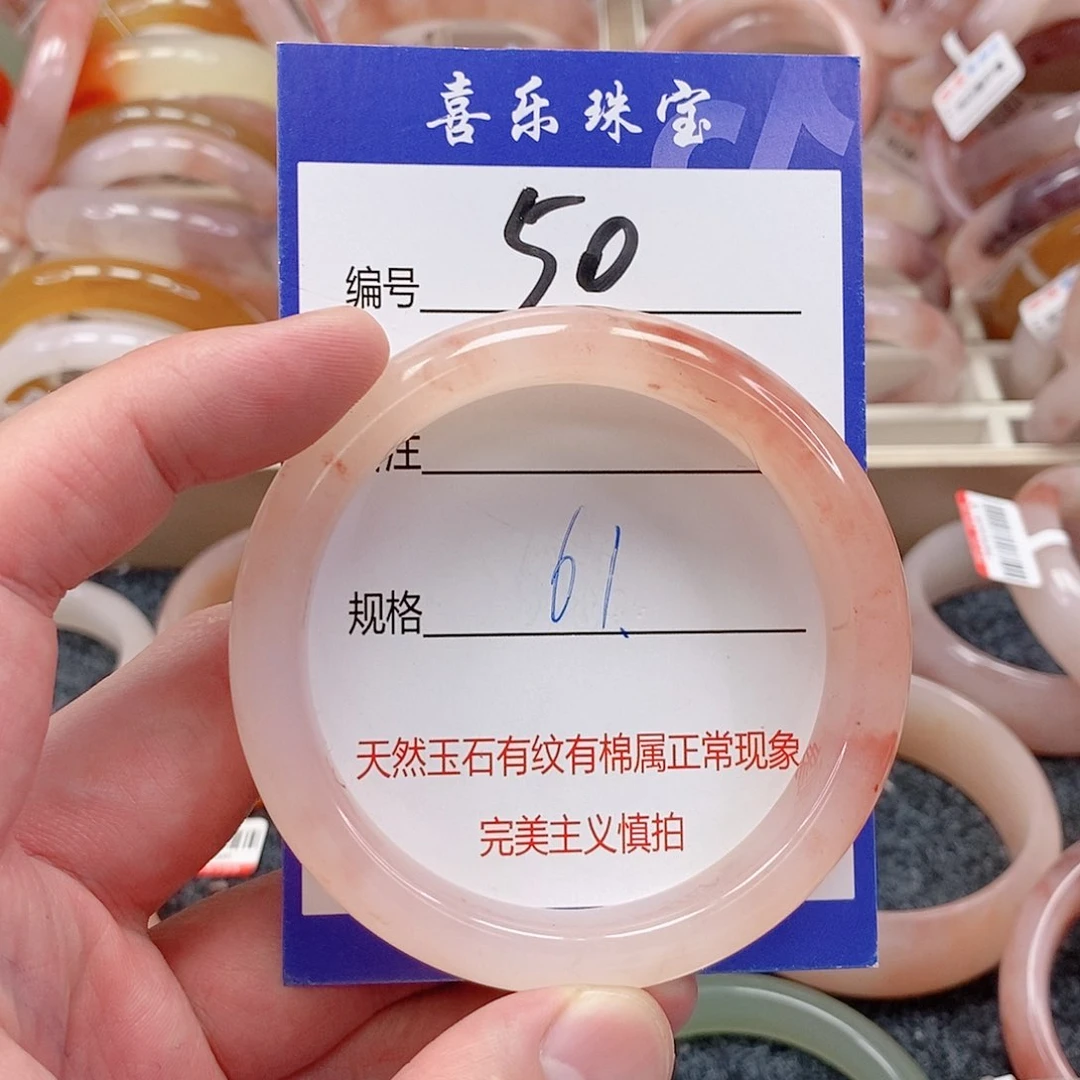 喜乐珠宝
编号 50
注
规格 61.
天然玉石有纹有棉属正常现象
完美主义慎拍